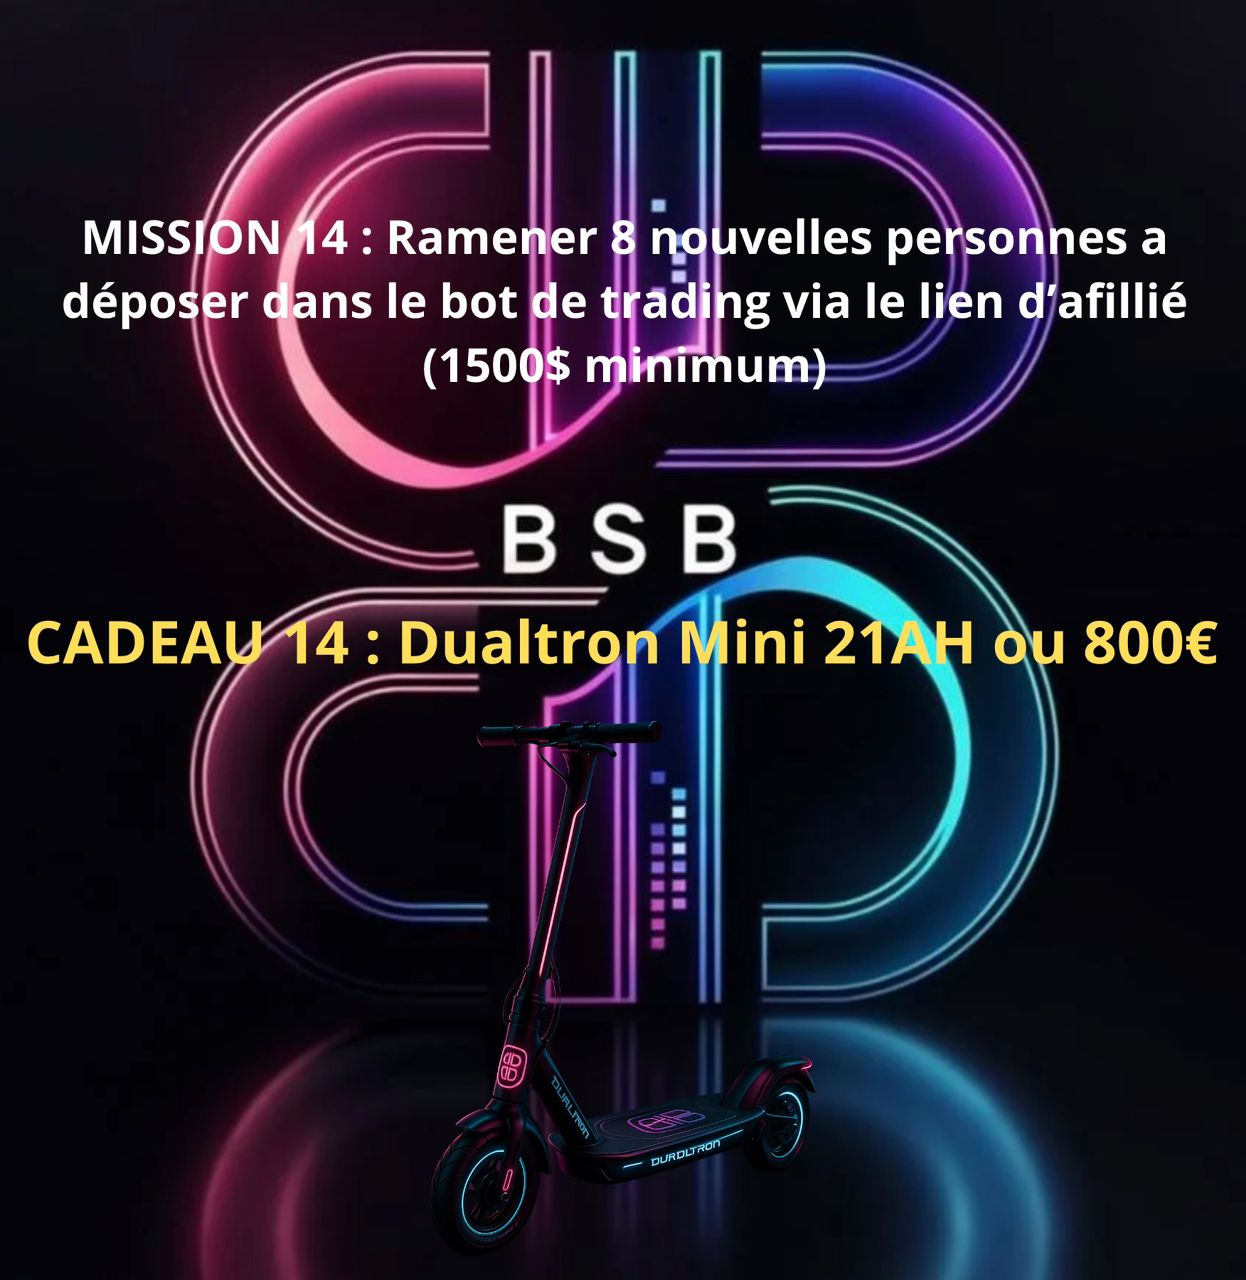 MISSION 14 : Ramener 8 nouvelles personnes a
déposer dans le bot de trading via le lien d’afillié
(1500$ minimum)
BSB
CADEAU 14 : Dualtron Mini 21AH ou 800€
DUALTRON
DUROLTRON